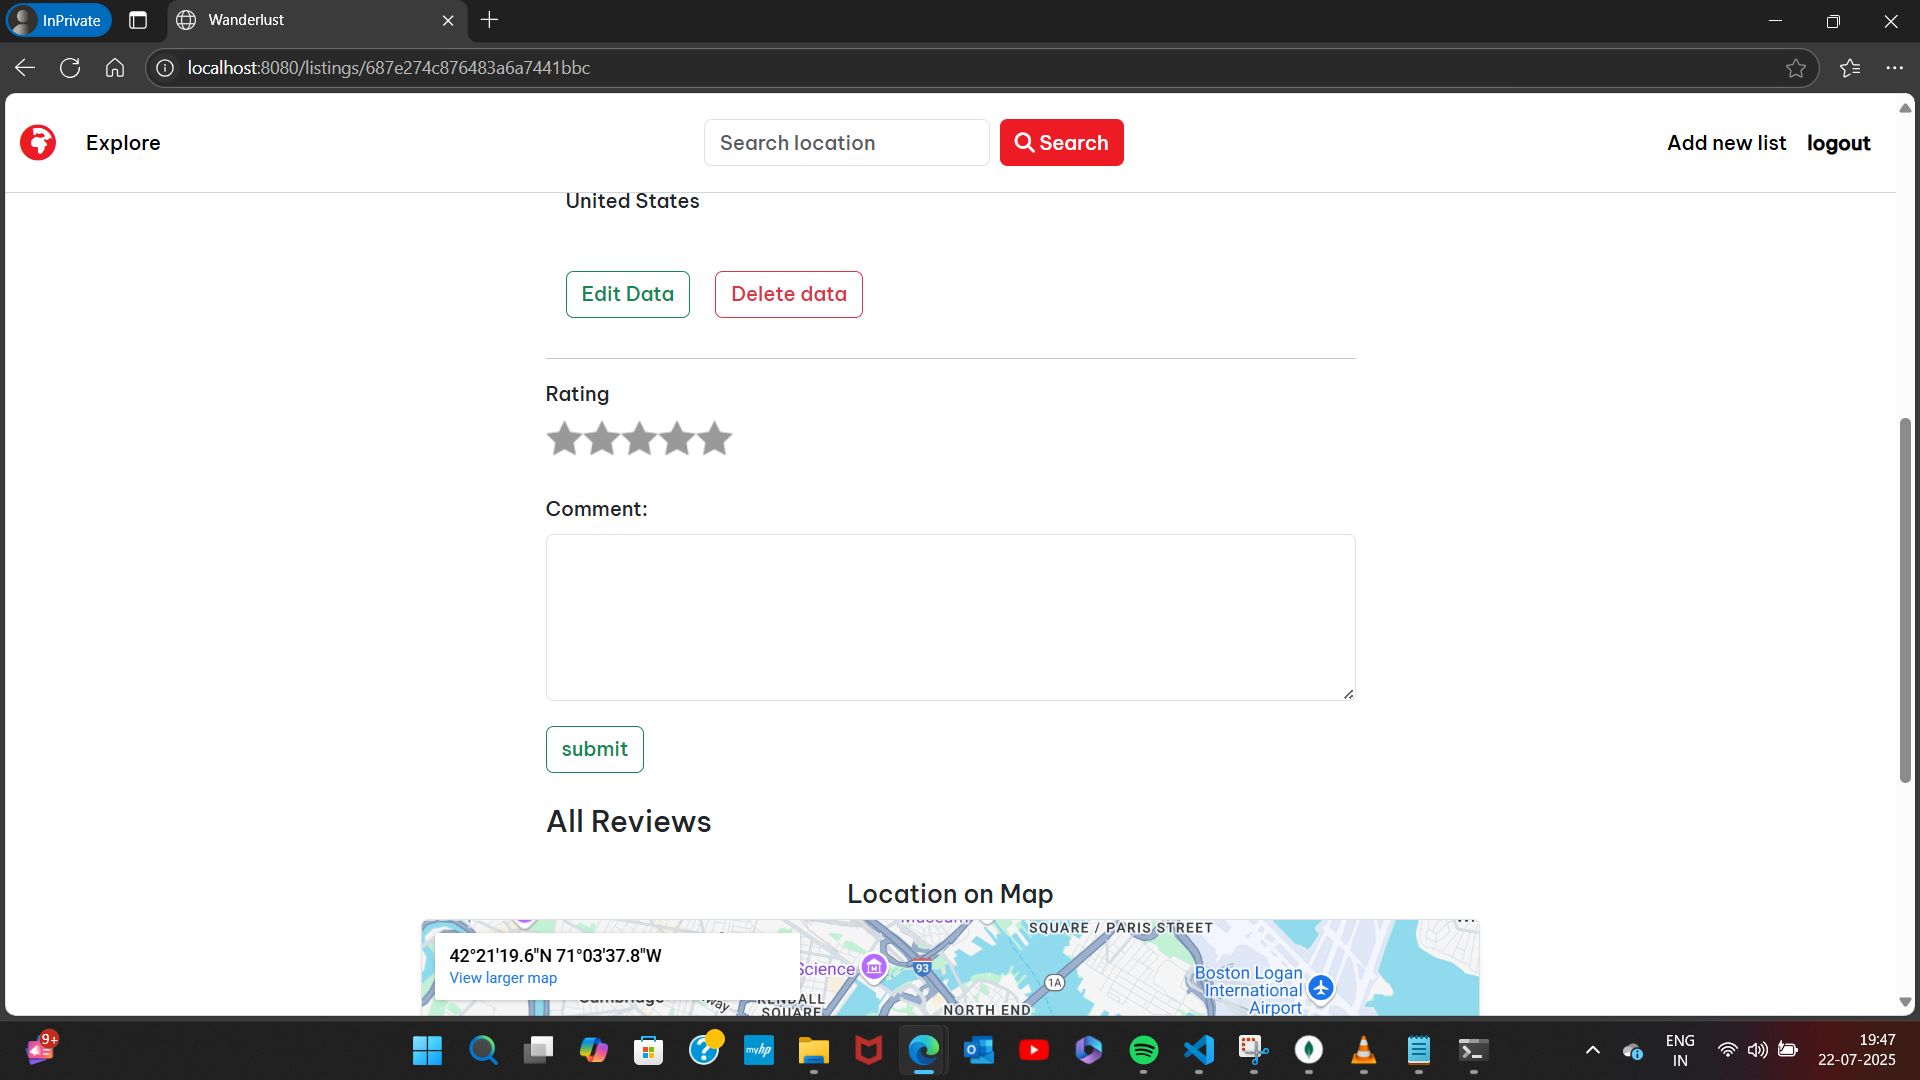 InPrivate
Wanderlust
localhost:8080/listings/687e274c876483a6a7441bbc
Explore
Search location
Search
Add new list
logout
United States
Edit Data
Delete data
Rating
Comment:
submit
All Reviews
Location on Map
42°21'19.6"N 71°03'37.8"W
View larger map
SQUARE / PARIS STREET
Science
93
1A
Boston Logan
International
Airport
Cambridge
KENDALL
SQUARE
NORTH END
9+
myhp
ENG
IN
19:47
22-07-2025